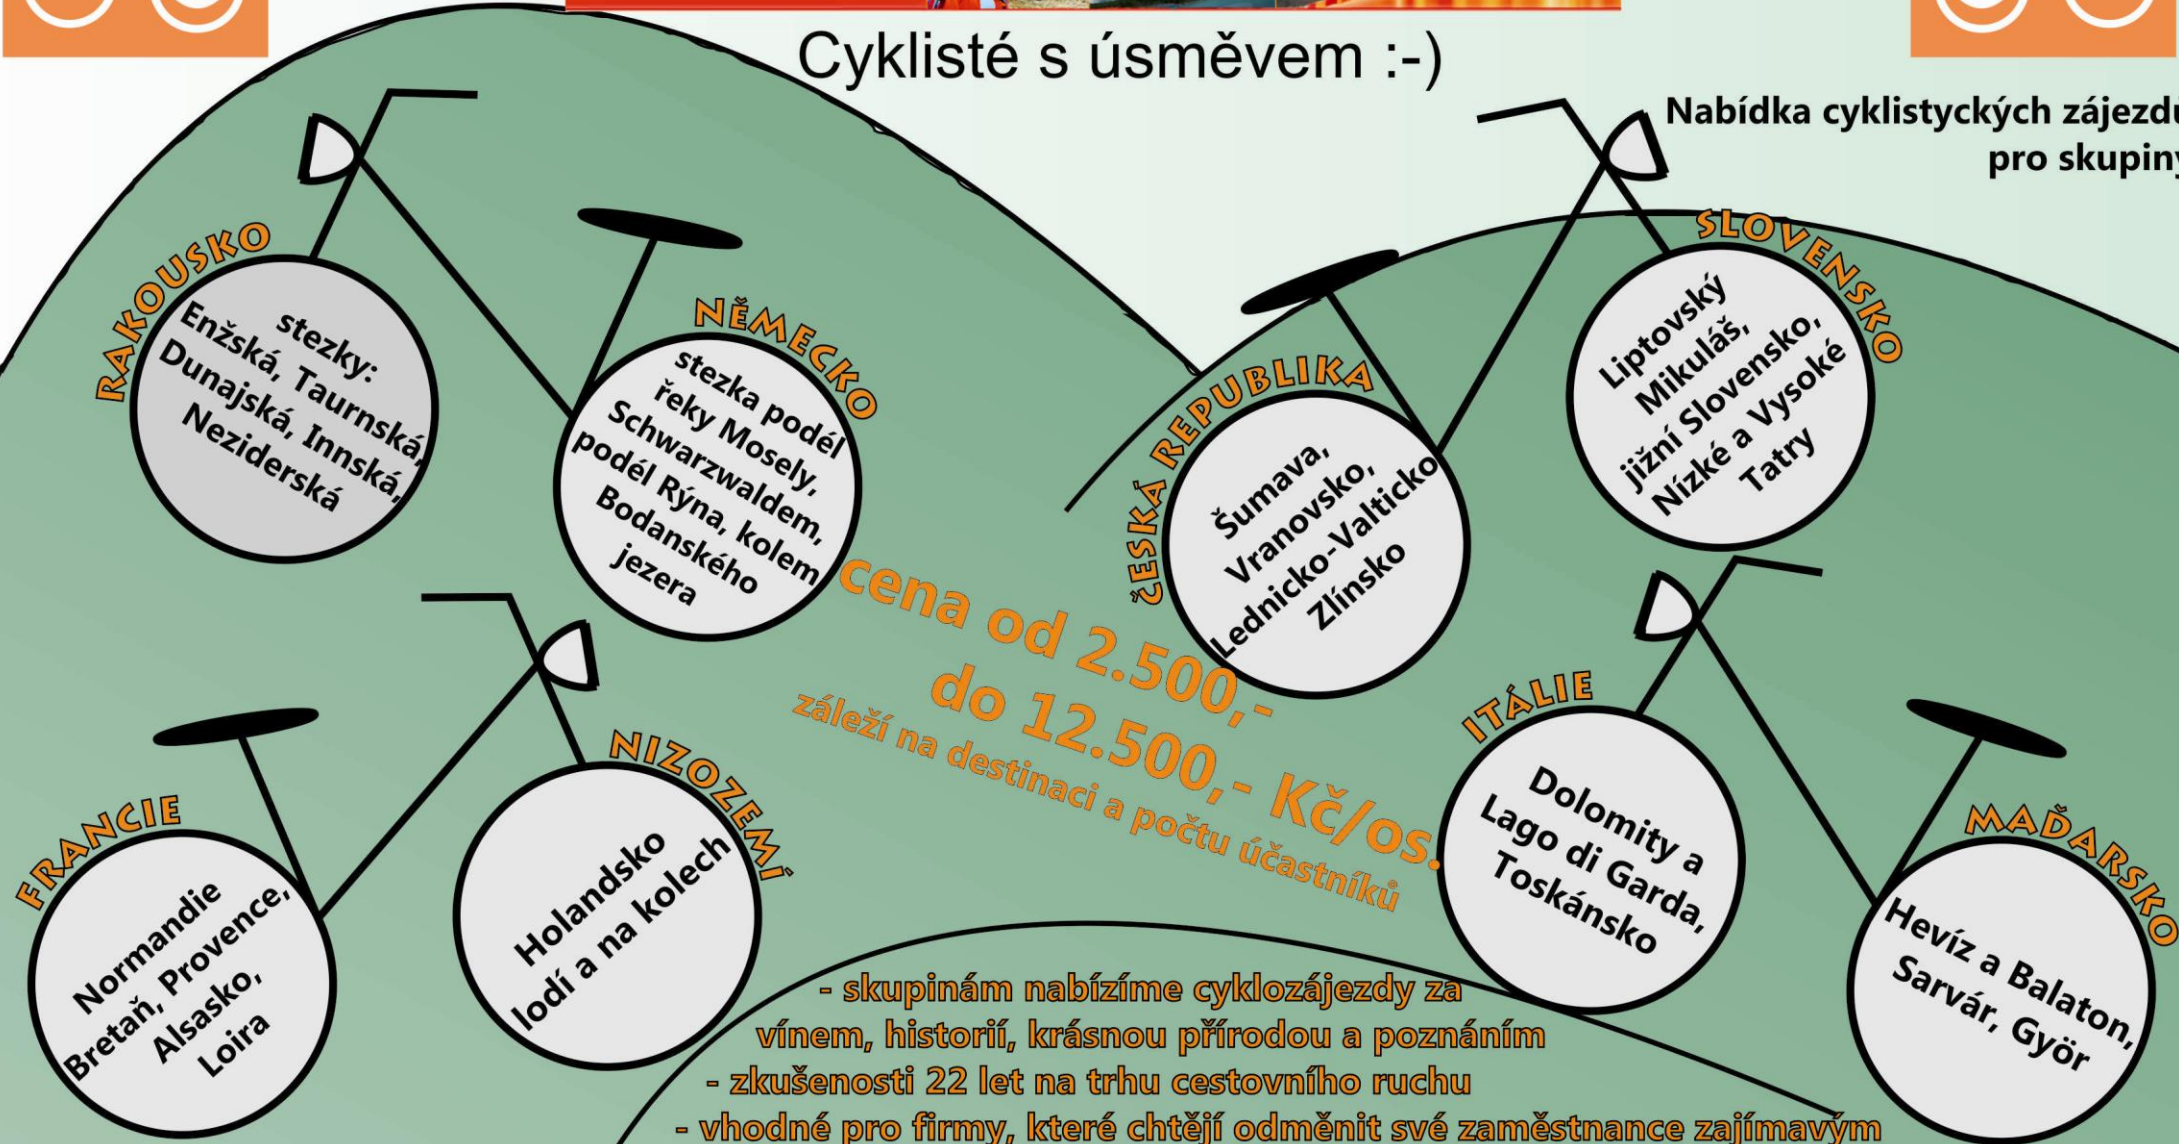 Cyklisté s úsměvem :-)
Nabídka cyklistyckých zájezdů
pro skupiny
RAKOUSKO
stezky:
Enžská, Taurnská,
Dunajská, Innská,
Neziderská
NĚMECKO
stezka podél
řeky Mosely,
Schwarzwaldem,
podél Rýna, kolem
Bodanského
jezera
ČESKÁ REPUBLIKA
Šumava,
Vranovsko,
Lednicko-Valticko
Zlínsko
SLOVENSKO
Liptovský
Mikuláš,
jižní Slovensko,
Nízké a Vysoké
Tatry
cena od 2.500,-
do 12.500,- Kč/os.
záleží na destinaci a počtu účastníků
FRANCIE
Normandie
Bretaň, Provence,
Alsasko,
Loira
NIZOZEMÍ
Holandsko
lodí a na kolech
ITÁLIE
Dolomity a
Lago di Garda,
Toskánsko
MAĎARSKO
Hevíz a Balaton,
Sarvár, Györ
- skupinám nabízíme cyklozájezdy za
vínem, historií, krásnou přírodou a poznáním
- zkušenosti 22 let na trhu cestovního ruchu
- vhodné pro firmy, které chtějí odměnit své zaměstnance zajímavým